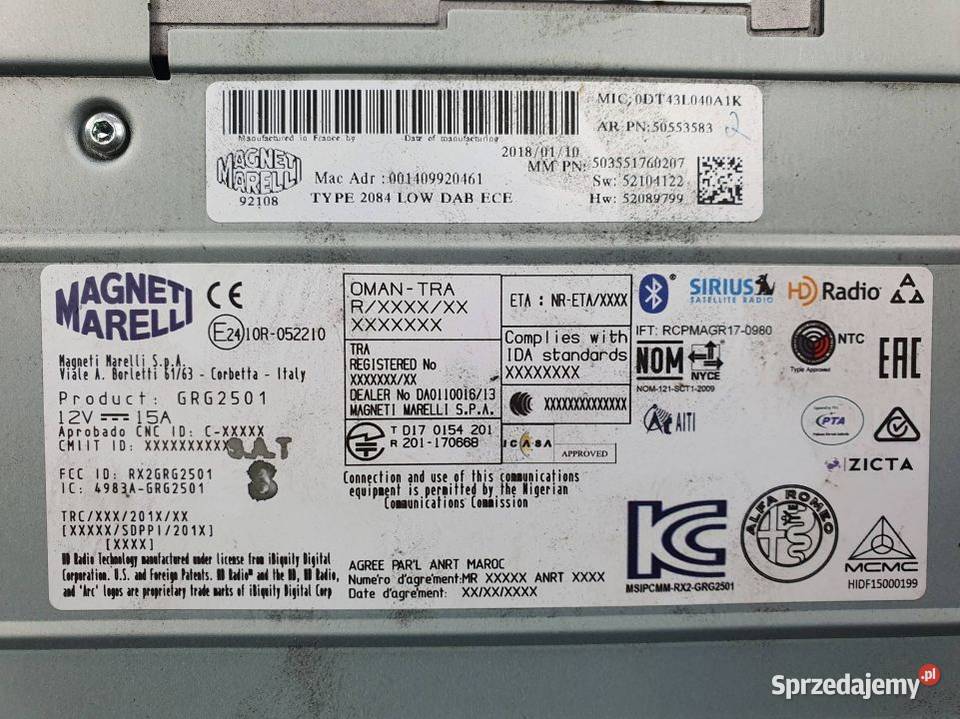 MIC; 0DT43L040A1K
AR PN:50553583 2
Manufactured in France by
Date of manufacturing
2018/01/10
MAGNETI
MARELLI
92108
MM PN: 503551760207
Mac Adr : 001409920461
Sw: 52104122
TYPE 2084 LOW DAB ECE
Hw: 52089799
MAGNETI
MARELLI
CE
E24 10R-052210
Magneti Marelli S.p.A.
Viale A. Borletti 61/63 - Corbetta - Italy
Product: GRG2501
12V 15A
Aprobado CNC ID: C-XXXXX
CMIIT ID: XXXXXXXXXX
S.A.T
8
FCC ID: RX2GRG2501
IC: 4983A-GRG2501
TRC/XXX/201X/XX
[XXXXX/SDPPI/201X]
[XXXX]
HD Radio Technology manufactured under license from iBiquity Digital
Corporation. U.S. and Foreign Patents. HD Radio™ and the HD, HD Radio,
and 'Arc' logos are proprietary trade marks of iBiquity Digital Corp
OMAN-TRA
R/XXXX/XX
XXXXXXX
TRA
REGISTERED No
XXXXXXX/XX
DEALER No DA0110016/13
MAGNETI MARELLI S.P.A.
T D17 0154 201
R 201-170668
ETA : NR-ETA/XXXX
Complies with
IDA standards
XXXXXXXX
XXXXXXXXXXXXXX
ICASA
APPROVED
Connection and use of this communications
equipment is permitted by the Nigerian
Communications Commission
AGREE PAR'L ANRT MAROC
Numero d'agrement:MR XXXXX ANRT XXXX
Date d'agrement: XX/XX/XXXX
SIRIUS
SATELLITE RADIO
HD Radio
IFT: RCPMAGR17-0980
NOM
NYCE
NOM-121-SCT1-2009
NTC
Type Approved
EAC
AITI
PTA
ZICTA
KC
MSIPCMM-RX2-GRG2501
ALFA ROMEO
MCMC
HIDF15000199
Sprzedajemy.pl